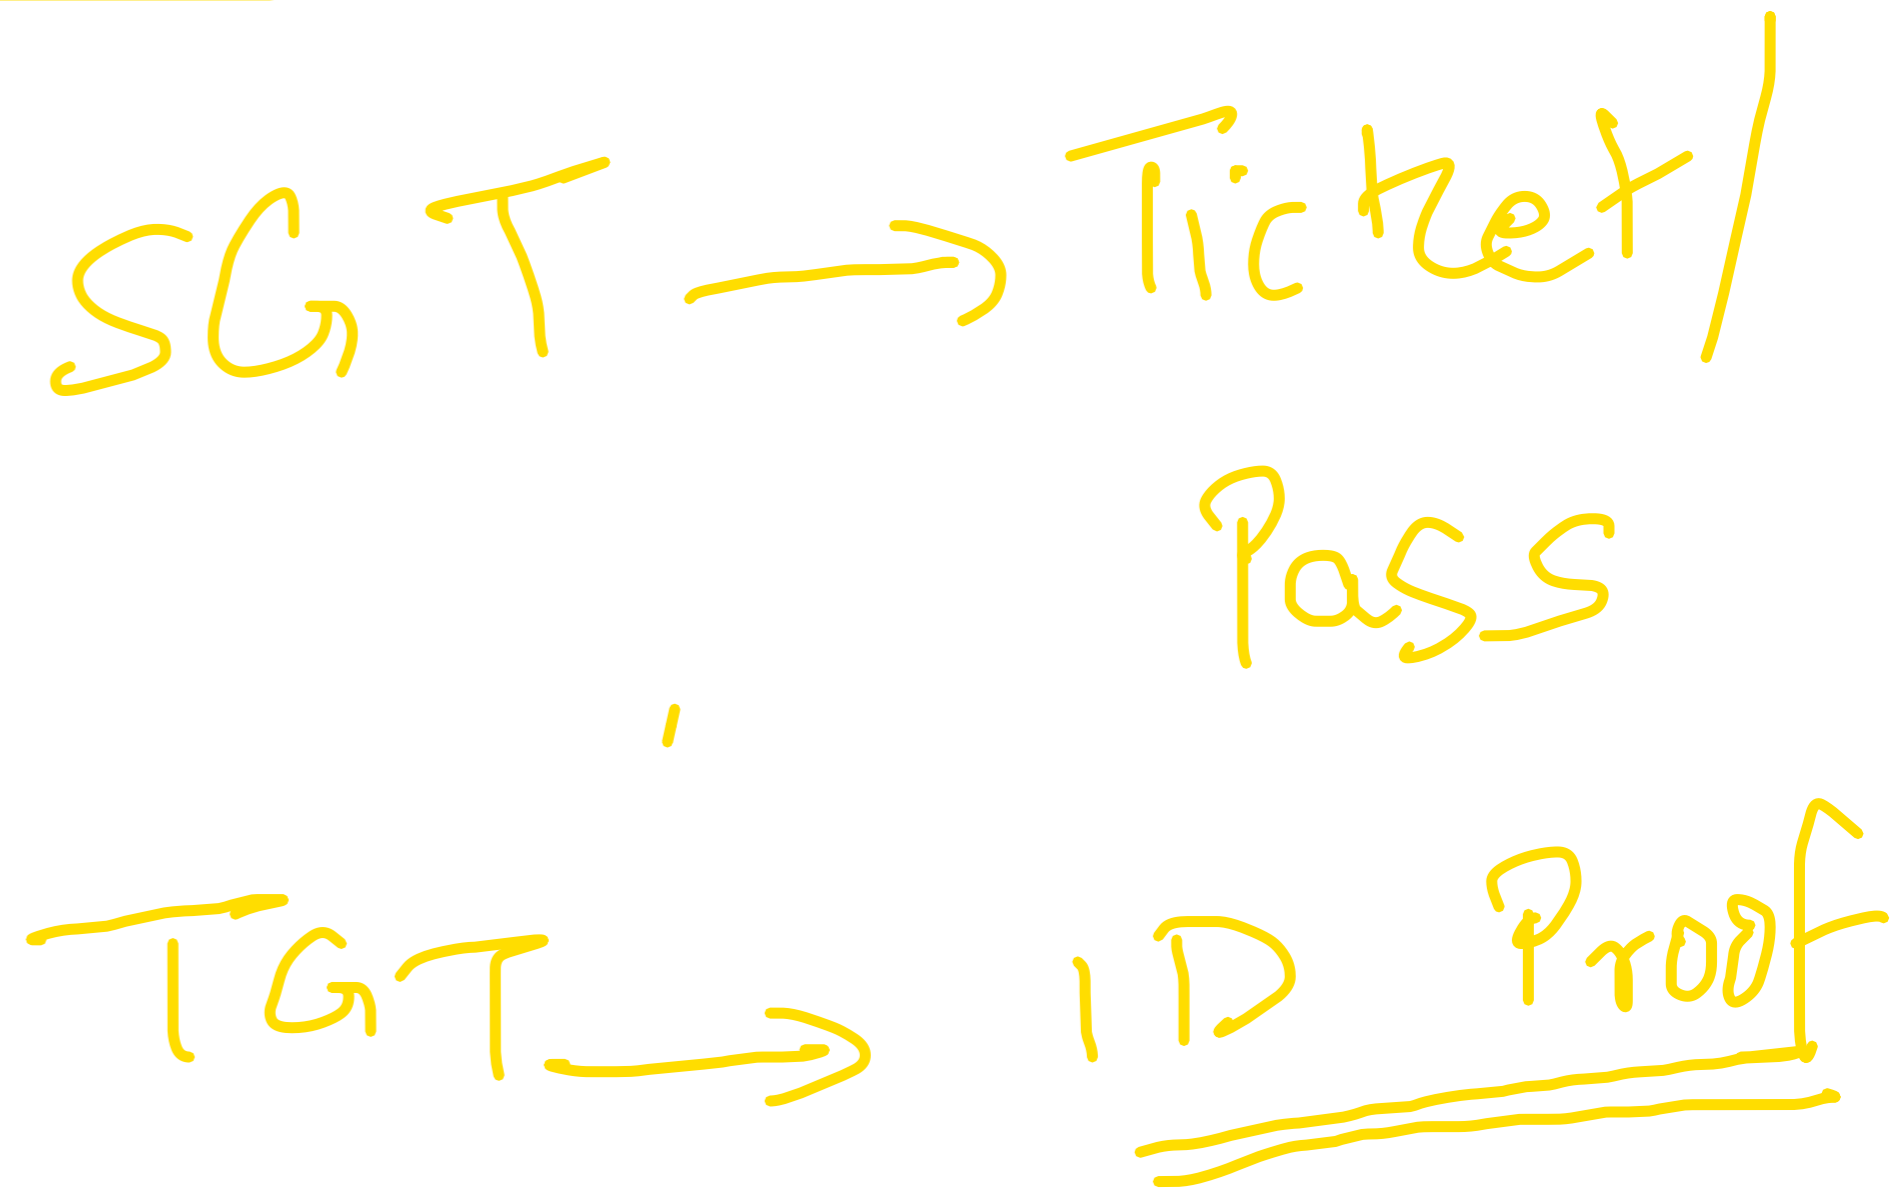 SGT → Ticket/
Pass
TGT → ID Proof